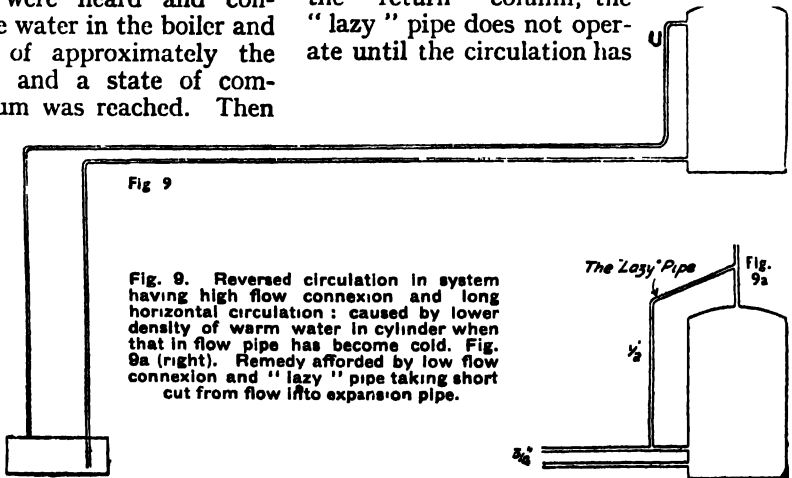 were heard and con-
e water in the boiler and
of approximately the
and a state of com-
um was reached. Then
the " return " column, the
" lazy " pipe does not oper-
ate until the circulation has
Fig 9
Fig. 9. Reversed circulation in system
having high flow connexion and long
horizontal circulation : caused by lower
density of warm water in cylinder when
that in flow pipe has become cold. Fig.
9a (right). Remedy afforded by low flow
connexion and " lazy " pipe taking short
cut from flow into expansion pipe.
The "Lazy" Pipe
Fig.
9a
½"